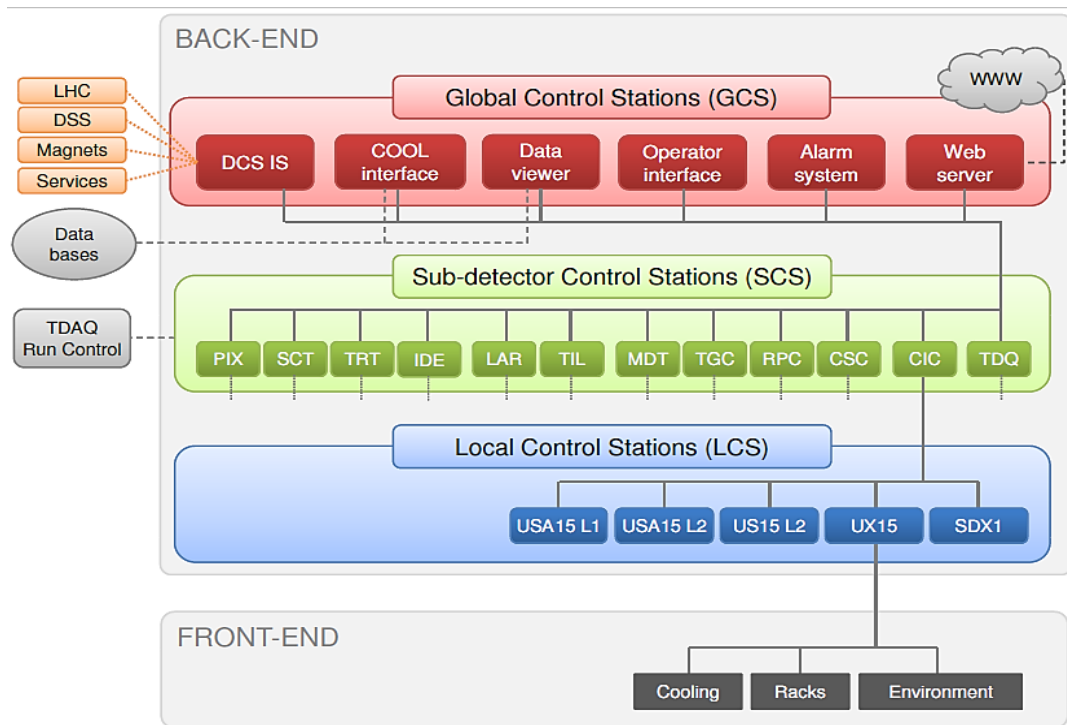 BACK-END
WWW
LHC
DSS
Magnets
Services
Global Control Stations (GCS)
DCS IS
COOL
interface
Data
viewer
Operator
interface
Alarm
system
Web
server
Data
bases
Sub-detector Control Stations (SCS)
TDAQ
Run Control
PIX
SCT
TRT
IDE
LAR
TIL
MDT
TGC
RPC
CSC
CIC
TDQ
Local Control Stations (LCS)
USA15 L1
USA15 L2
US15 L2
UX15
SDX1
FRONT-END
Cooling
Racks
Environment